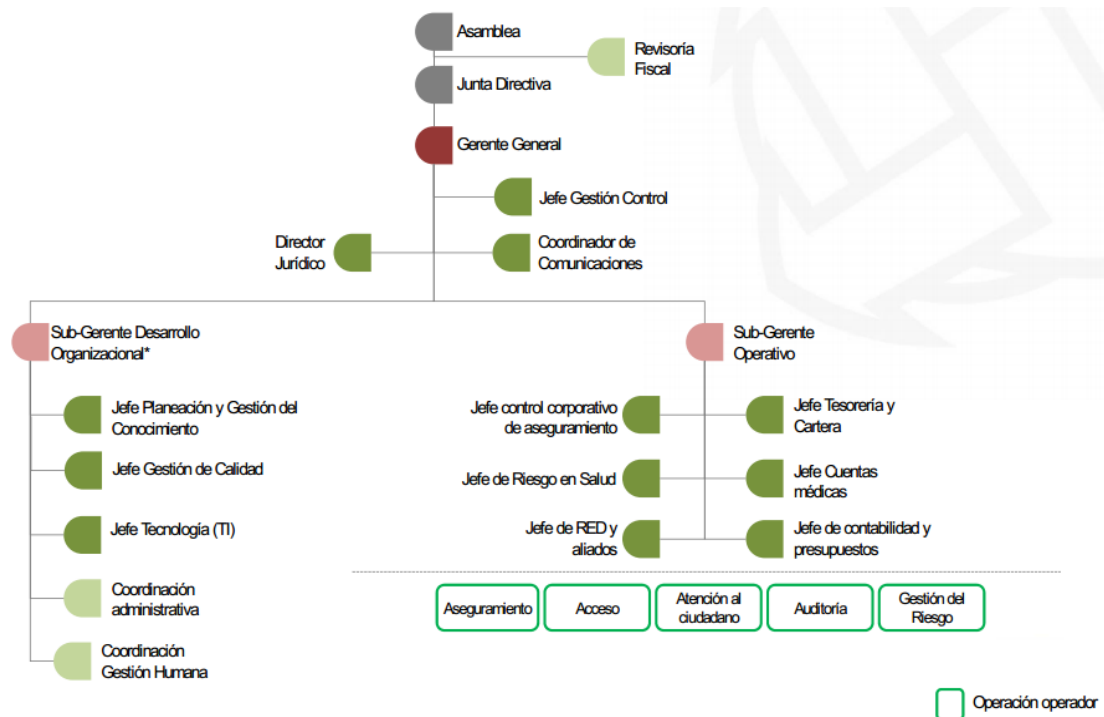 Asamblea
Revisoría
Fiscal
Junta Directiva
Gerente General
Jefe Gestión Control
Director
Jurídico
Coordinador de
Comunicaciones
Sub-Gerente Desarrollo
Organizacional*
Sub-Gerente
Operativo
Jefe Planeación y Gestión del
Conocimiento
Jefe control corporativo
de aseguramiento
Jefe Tesorería y
Cartera
Jefe Gestión de Calidad
Jefe de Riesgo en Salud
Jefe Cuentas
médicas
Jefe Tecnología (TI)
Jefe de RED y
aliados
Jefe de contabilidad y
presupuestos
Coordinación
administrativa
Aseguramiento
Acceso
Atención al
ciudadano
Auditoría
Gestión del
Riesgo
Coordinación
Gestión Humana
Operación operador